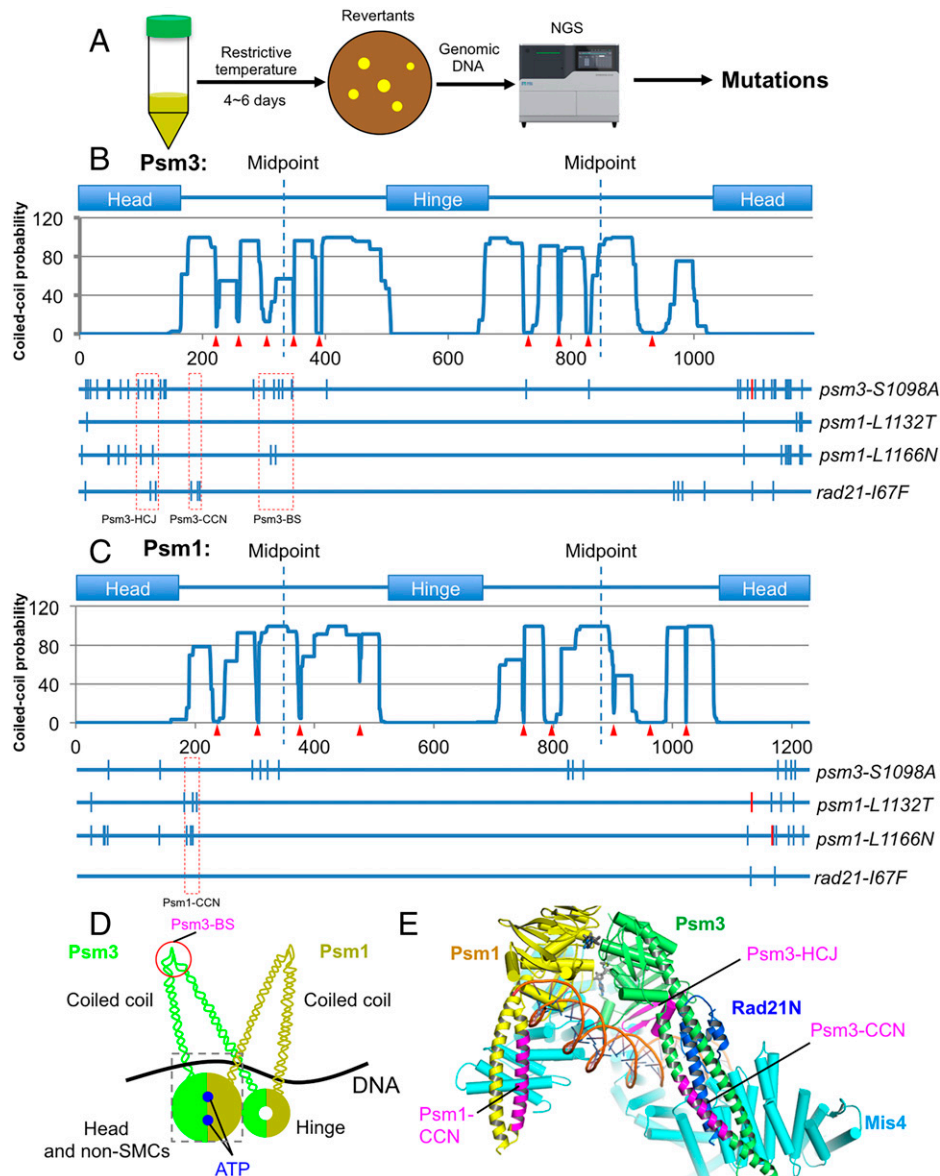 A
Restrictive
temperature
4~6 days
Revertants
Genomic
DNA
NGS
Mutations
B
Psm3:
Midpoint
Midpoint
Head
Hinge
Head
Coiled-coil probability
120
80
40
0
0
200
400
600
800
1000
psm3-S1098A
psm1-L1132T
psm1-L1166N
rad21-I67F
Psm3-HCJ
Psm3-CCN
Psm3-BS
C
Psm1:
Midpoint
Midpoint
Head
Hinge
Head
Coiled-coil probability
120
80
40
0
0
200
400
600
800
1000
1200
psm3-S1098A
psm1-L1132T
psm1-L1166N
rad21-I67F
Psm1-CCN
D
Psm3-BS
Psm3
Psm1
Coiled coil
Coiled coil
DNA
Head
and non-SMCs
Hinge
ATP
E
Psm1
Psm3
Psm3-HCJ
Rad21N
Psm3-CCN
Psm1-
CCN
Mis4